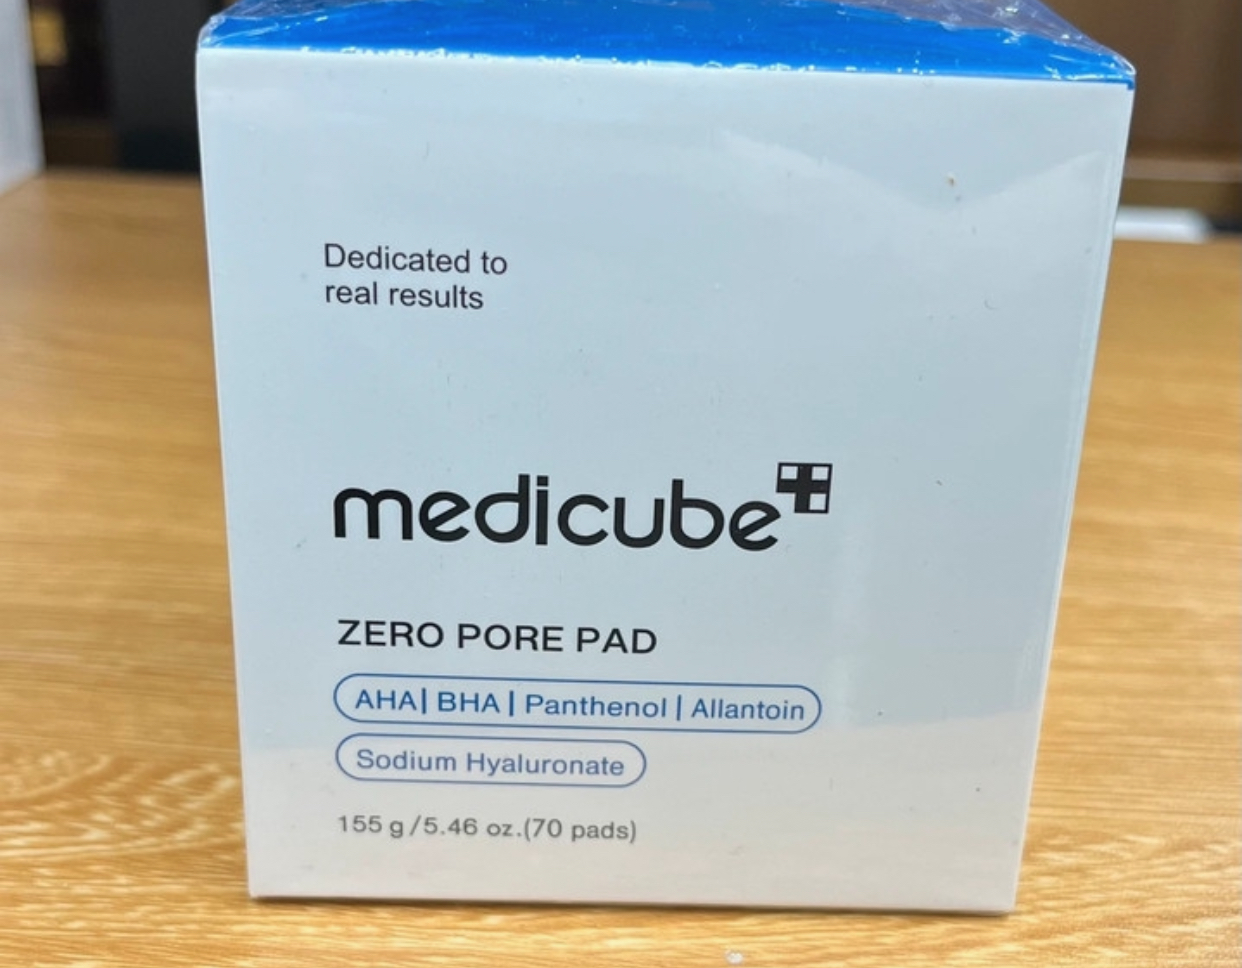 Dedicated to
real results
medicube
ZERO PORE PAD
AHA| BHA | Panthenol | Allantoin
Sodium Hyaluronate
155 g/5.46 oz.(70 pads)